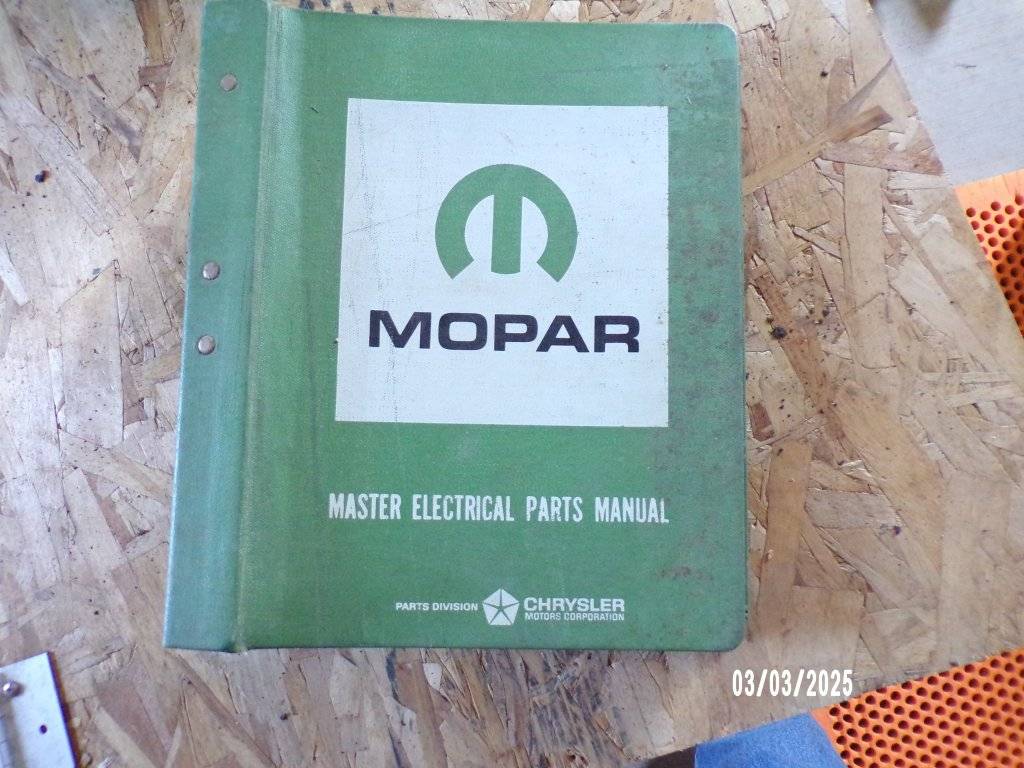 MOPAR
MASTER ELECTRICAL PARTS MANUAL
PARTS DIVISION CHRYSLER
MOTORS CORPORATION
03/03/2025